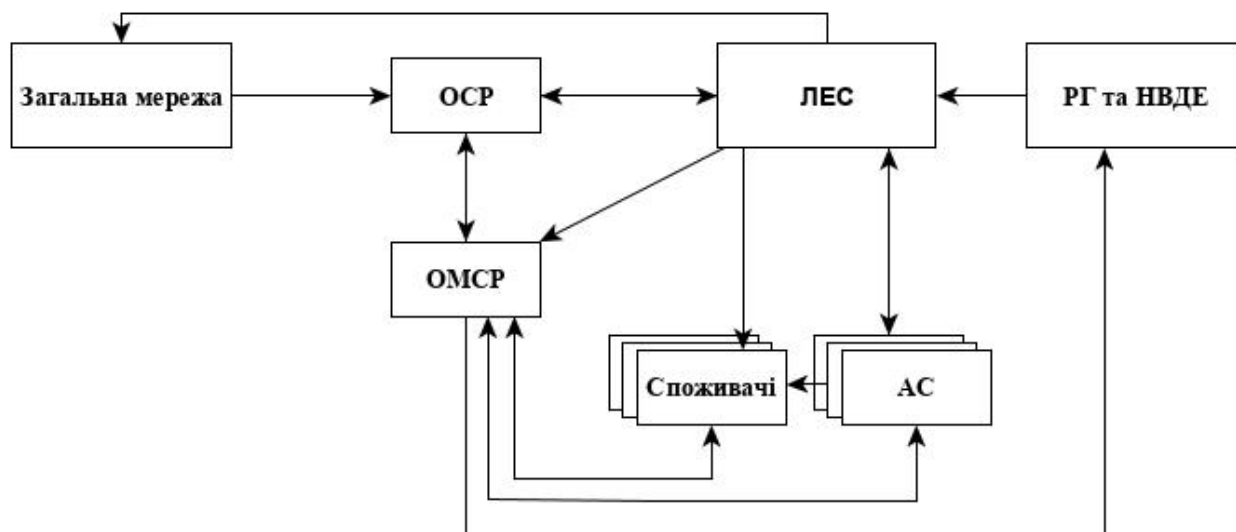 Загальна мережа
ОСР
ЛЕС
РГ та НВДЕ
ОМСР
Споживачі
АС